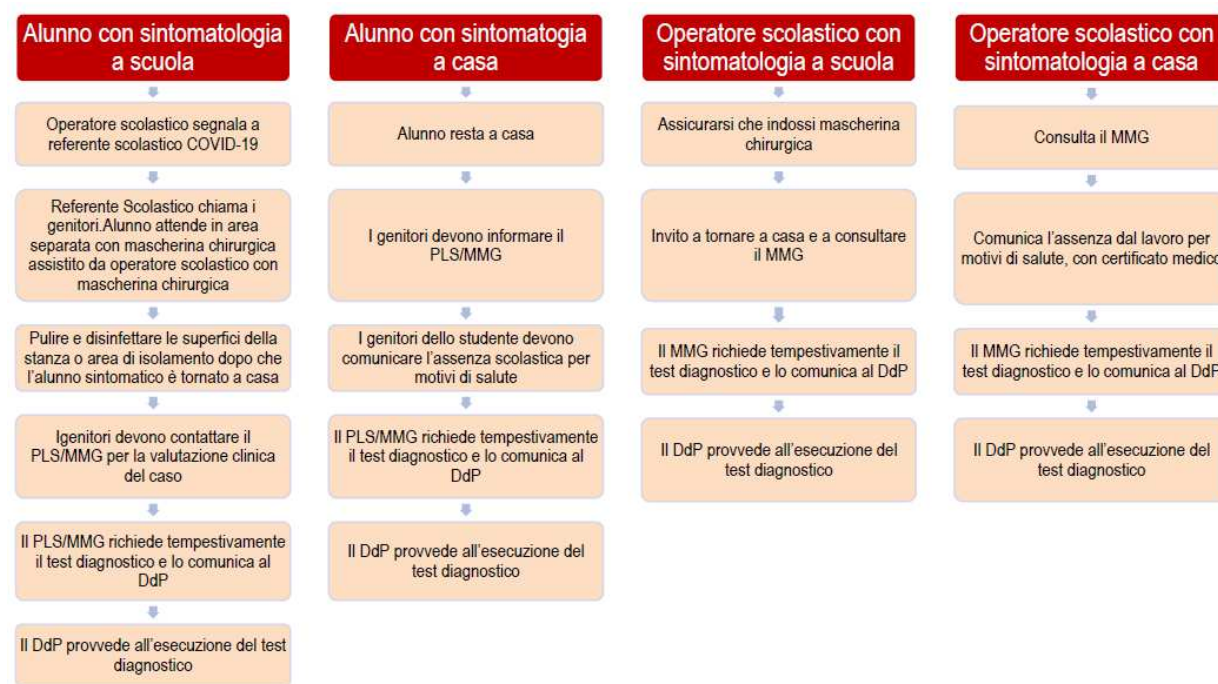 Alunno con sintomatologia
a scuola
Operatore scolastico segnala a
referente scolastico COVID-19
Referente Scolastico chiama i
genitori.Alunno attende in area
separata con mascherina chirurgica
assistito da operatore scolastico con
mascherina chirurgica
Pulire e disinfettare le superfici della
stanza o area di isolamento dopo che
l'alunno sintomatico è tornato a casa
Igenitori devono contattare il
PLS/MMG per la valutazione clinica
del caso
Il PLS/MMG richiede tempestivamente
il test diagnostico e lo comunica al
DdP
Il DdP provvede all'esecuzione del test
diagnostico
Alunno con sintomatogia
a casa
Alunno resta a casa
I genitori devono informare il
PLS/MMG
I genitori dello studente devono
comunicare l'assenza scolastica per
motivi di salute
Il PLS/MMG richiede tempestivamente
il test diagnostico e lo comunica al
DdP
Il DdP provvede all'esecuzione del
test diagnostico
Operatore scolastico con
sintomatologia a scuola
Assicurarsi che indossi mascherina
chirurgica
Invito a tornare a casa e a consultare
il MMG
Il MMG richiede tempestivamente il
test diagnostico e lo comunica al DdP
Il DdP provvede all'esecuzione del
test diagnostico
Operatore scolastico con
sintomatologia a casa
Consulta il MMG
Comunica l'assenza dal lavoro per
motivi di salute, con certificato medico
Il MMG richiede tempestivamente il
test diagnostico e lo comunica al DdP
Il DdP provvede all'esecuzione del
test diagnostico